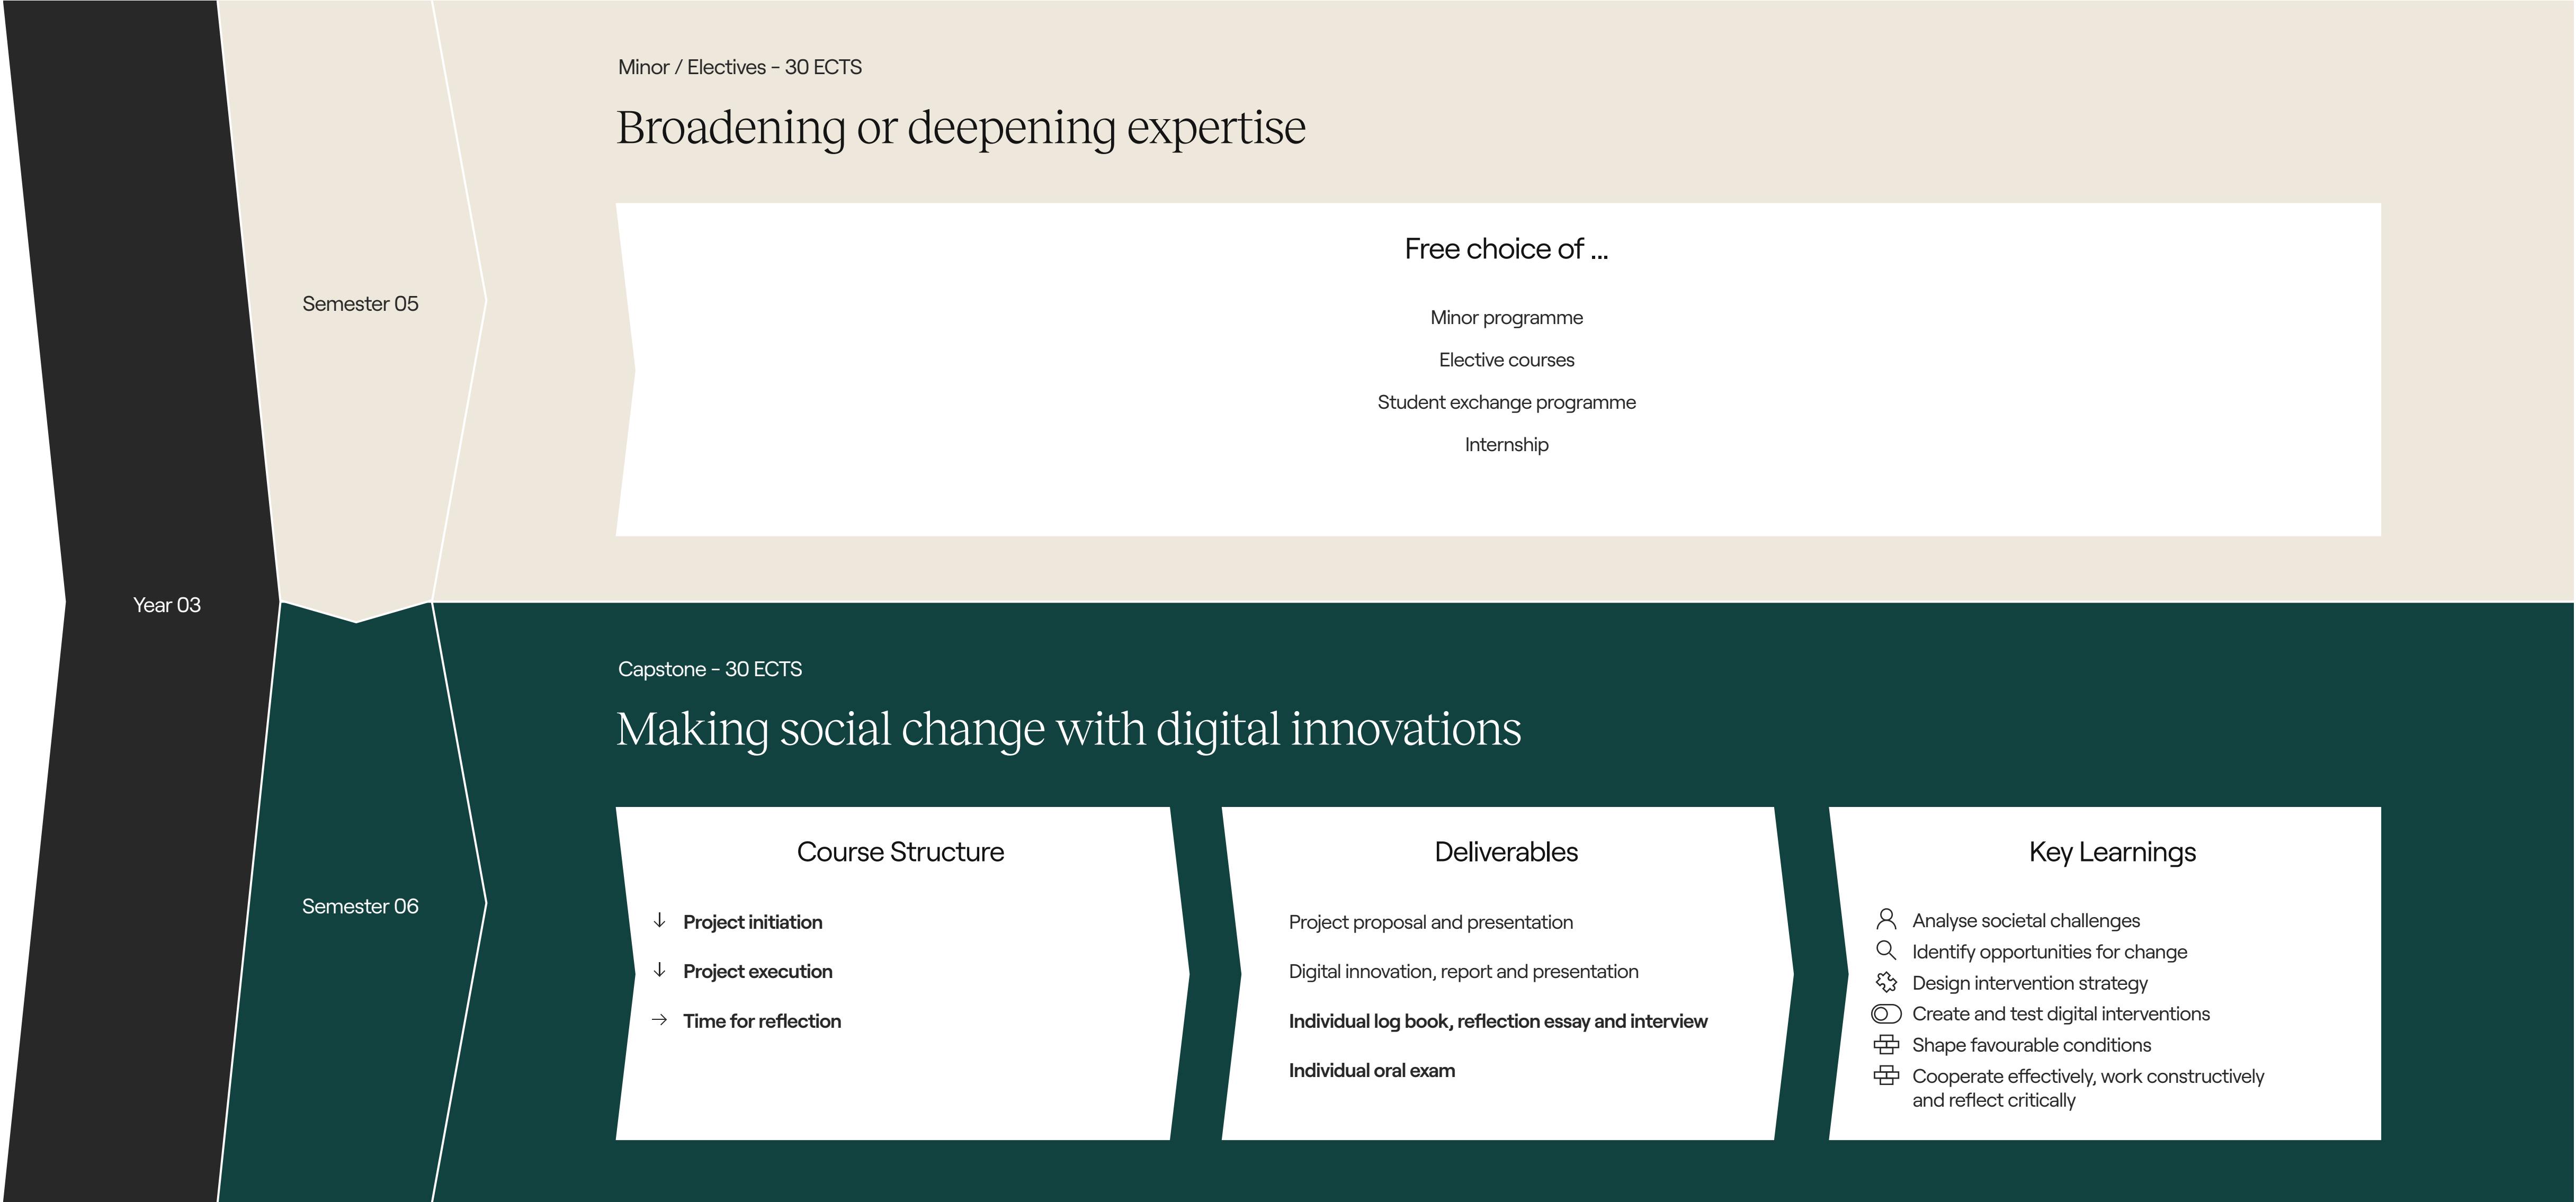 Minor / Electives - 30 ECTS
Broadening or deepening expertise
Free choice of ...
Minor programme
Elective courses
Student exchange programme
Internship
Semester 05
Year 03
Capstone - 30 ECTS
Making social change with digital innovations
Semester 06
Course Structure
↓ Project initiation
↓ Project execution
→ Time for reflection
Deliverables
Project proposal and presentation
Digital innovation, report and presentation
Individual log book, reflection essay and interview
Individual oral exam
Key Learnings
Analyse societal challenges
Identify opportunities for change
Design intervention strategy
Create and test digital interventions
Shape favourable conditions
Cooperate effectively, work constructively
and reflect critically